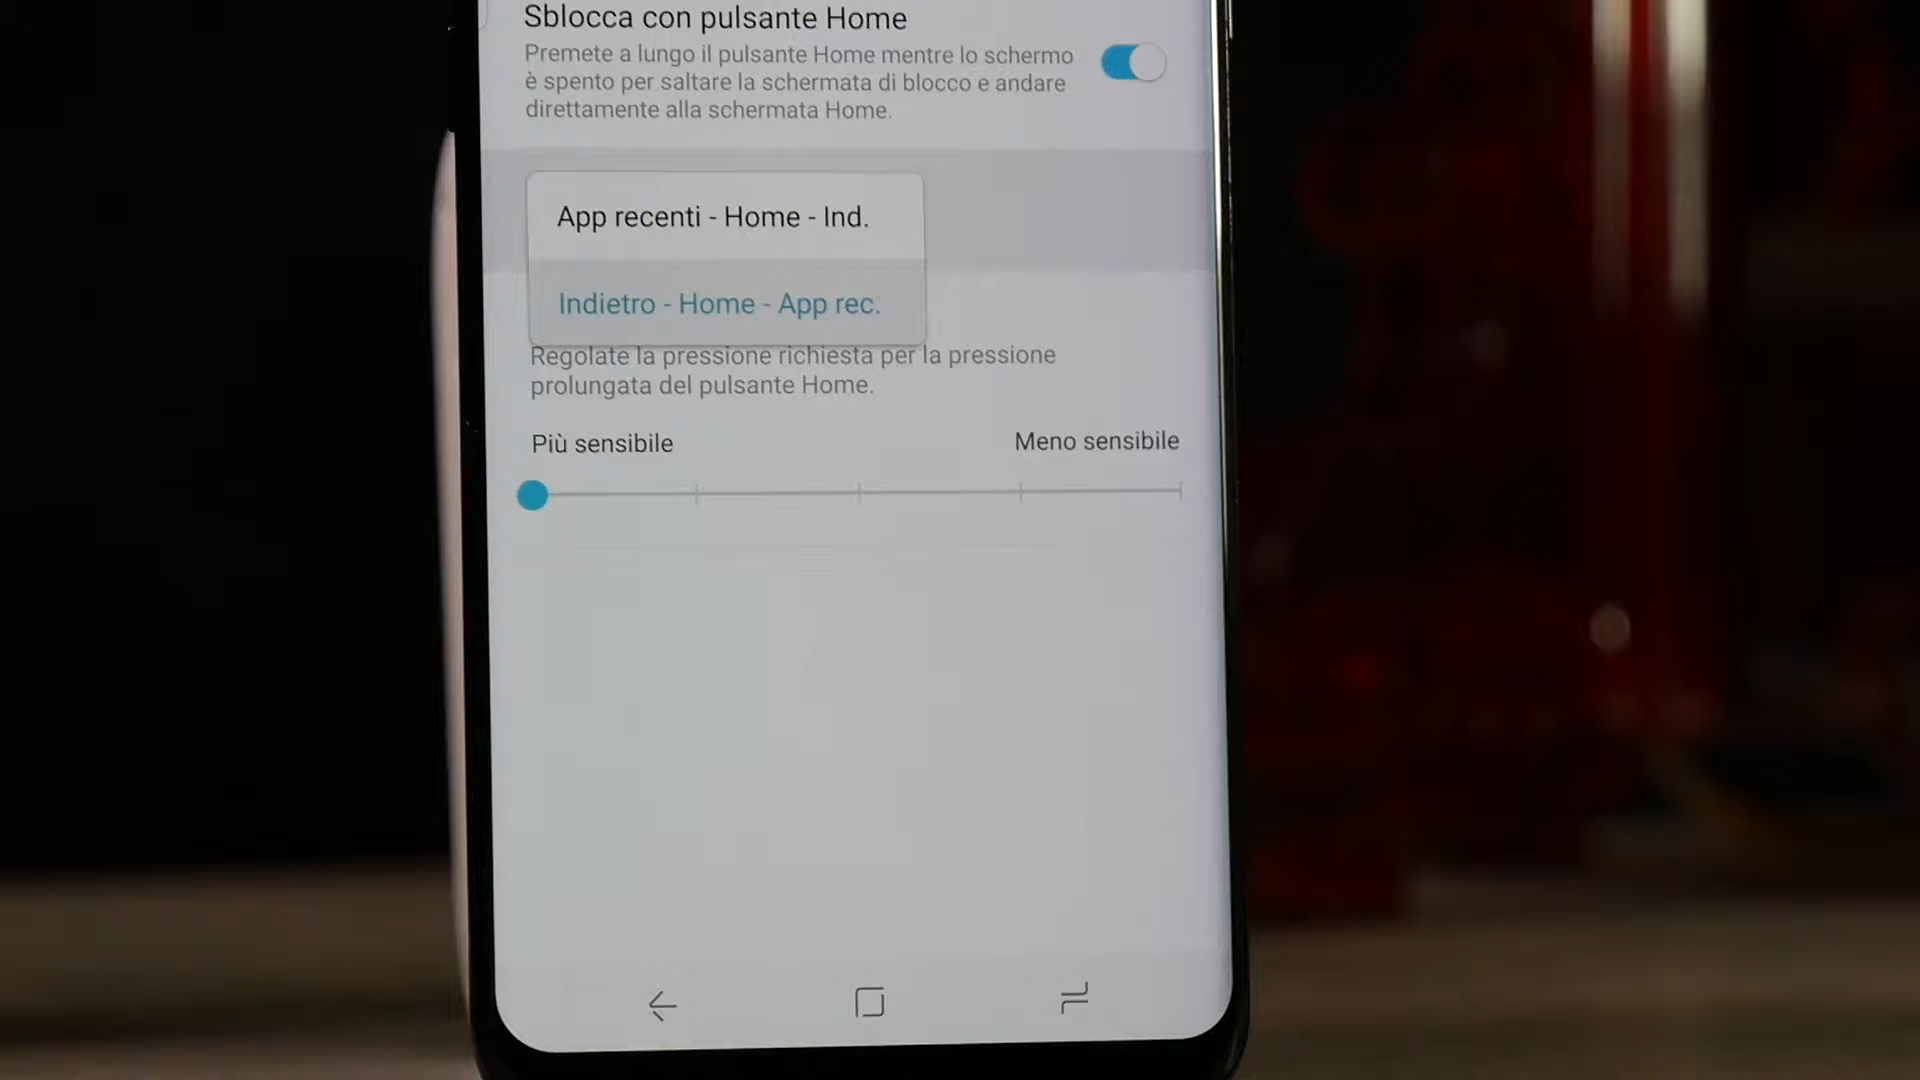 Sblocca con pulsante Home
Premete a lungo il pulsante Home mentre lo schermo
è spento per saltare la schermata di blocco e andare
direttamente alla schermata Home.
App recenti - Home - Ind.
Indietro - Home - App rec.
Regolate la pressione richiesta per la pressione
prolungata del pulsante Home.
Più sensibile
Meno sensibile